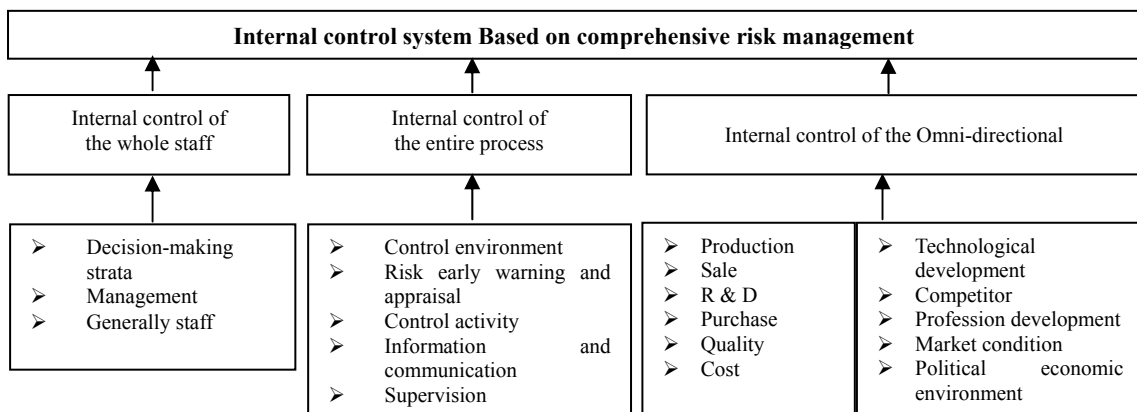 Internal control system Based on comprehensive risk management
Internal control of
the whole staff
Internal control of
the entire process
Internal control of the Omni-directional
➢ Decision-making
strata
➢ Management
➢ Generally staff
➢ Control environment
➢ Risk early warning and
appraisal
➢ Control activity
➢ Information and
communication
➢ Supervision
➢ Production
➢ Sale
➢ R & D
➢ Purchase
➢ Quality
➢ Cost
➢ Technological
development
➢ Competitor
➢ Profession development
➢ Market condition
➢ Political economic
environment